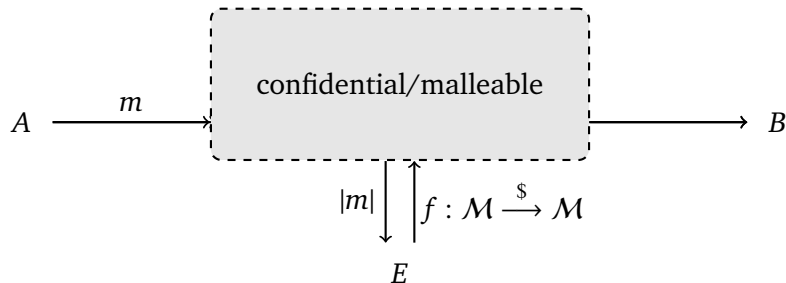 confidential/malleable
A
m
B
|m|
f : ℳ $⟶ ℳ
E